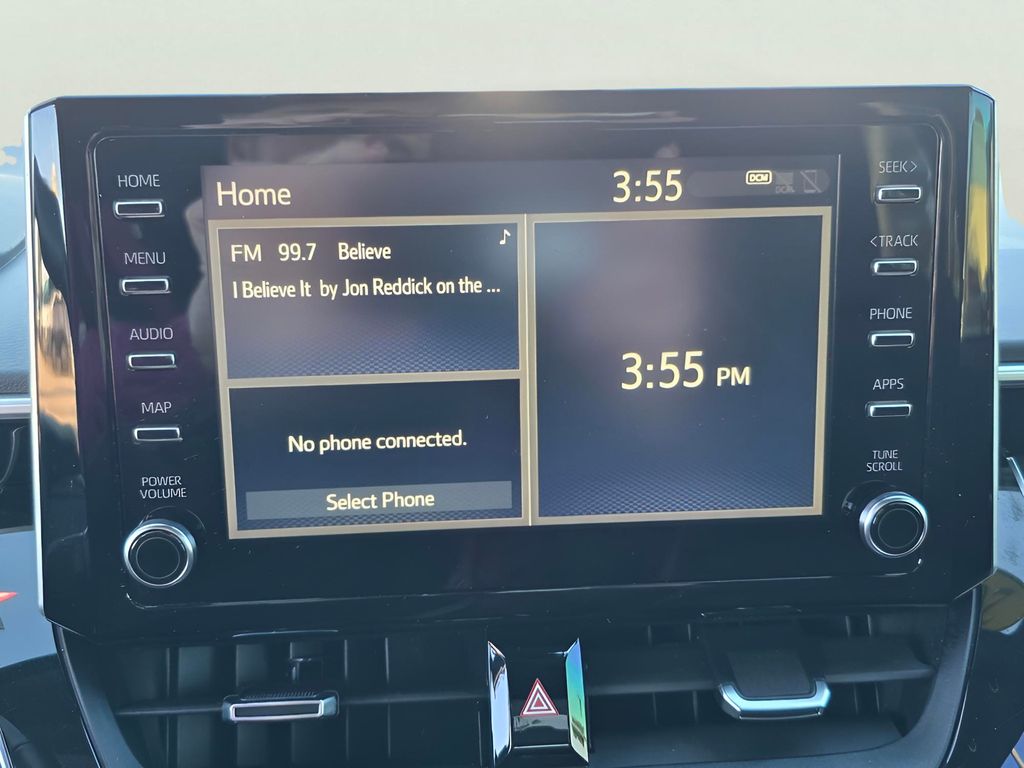 HOME
MENU
AUDIO
MAP
POWER
VOLUME
Home
3:55
DCM
FM 99.7 Believe
I Believe It by Jon Reddick on the ...
No phone connected.
Select Phone
3:55 PM
SEEK>
<TRACK
PHONE
APPS
TUNE
SCROLL